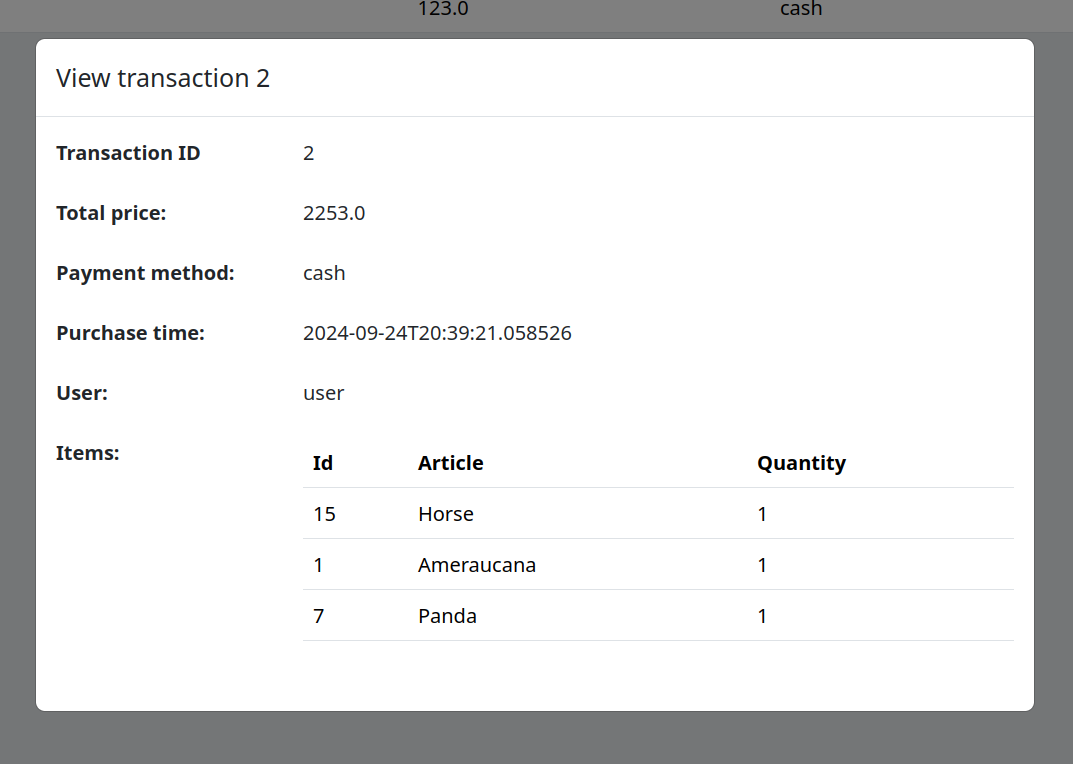 123.0 cash
View transaction 2
Transaction ID 2
Total price: 2253.0
Payment method: cash
Purchase time: 2024-09-24T20:39:21.058526
User: user
Items:
Id Article Quantity
15 Horse 1
1 Ameraucana 1
7 Panda 1